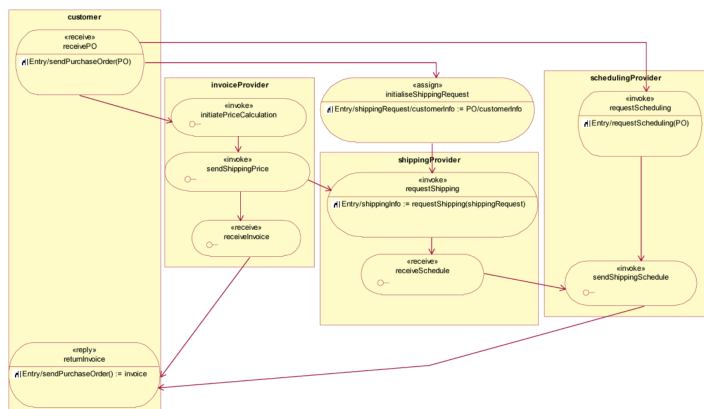 customer
«receive»
receivePO
Entry/sendPurchaseOrder(PO)
«reply»
returnInvoice
Entry/sendPurchaseOrder() := invoice
invoiceProvider
«invoke»
initiatePriceCalculation
«invoke»
sendShippingPrice
«receive»
receiveInvoice
«assign»
initialiseShippingRequest
Entry/shippingRequest/customerInfo := PO/customerInfo
shippingProvider
«invoke»
requestShipping
Entry/shippingInfo := requestShipping(shippingRequest)
«receive»
receiveSchedule
schedulingProvider
«invoke»
requestScheduling
Entry/requestScheduling(PO)
«invoke»
sendShippingSchedule